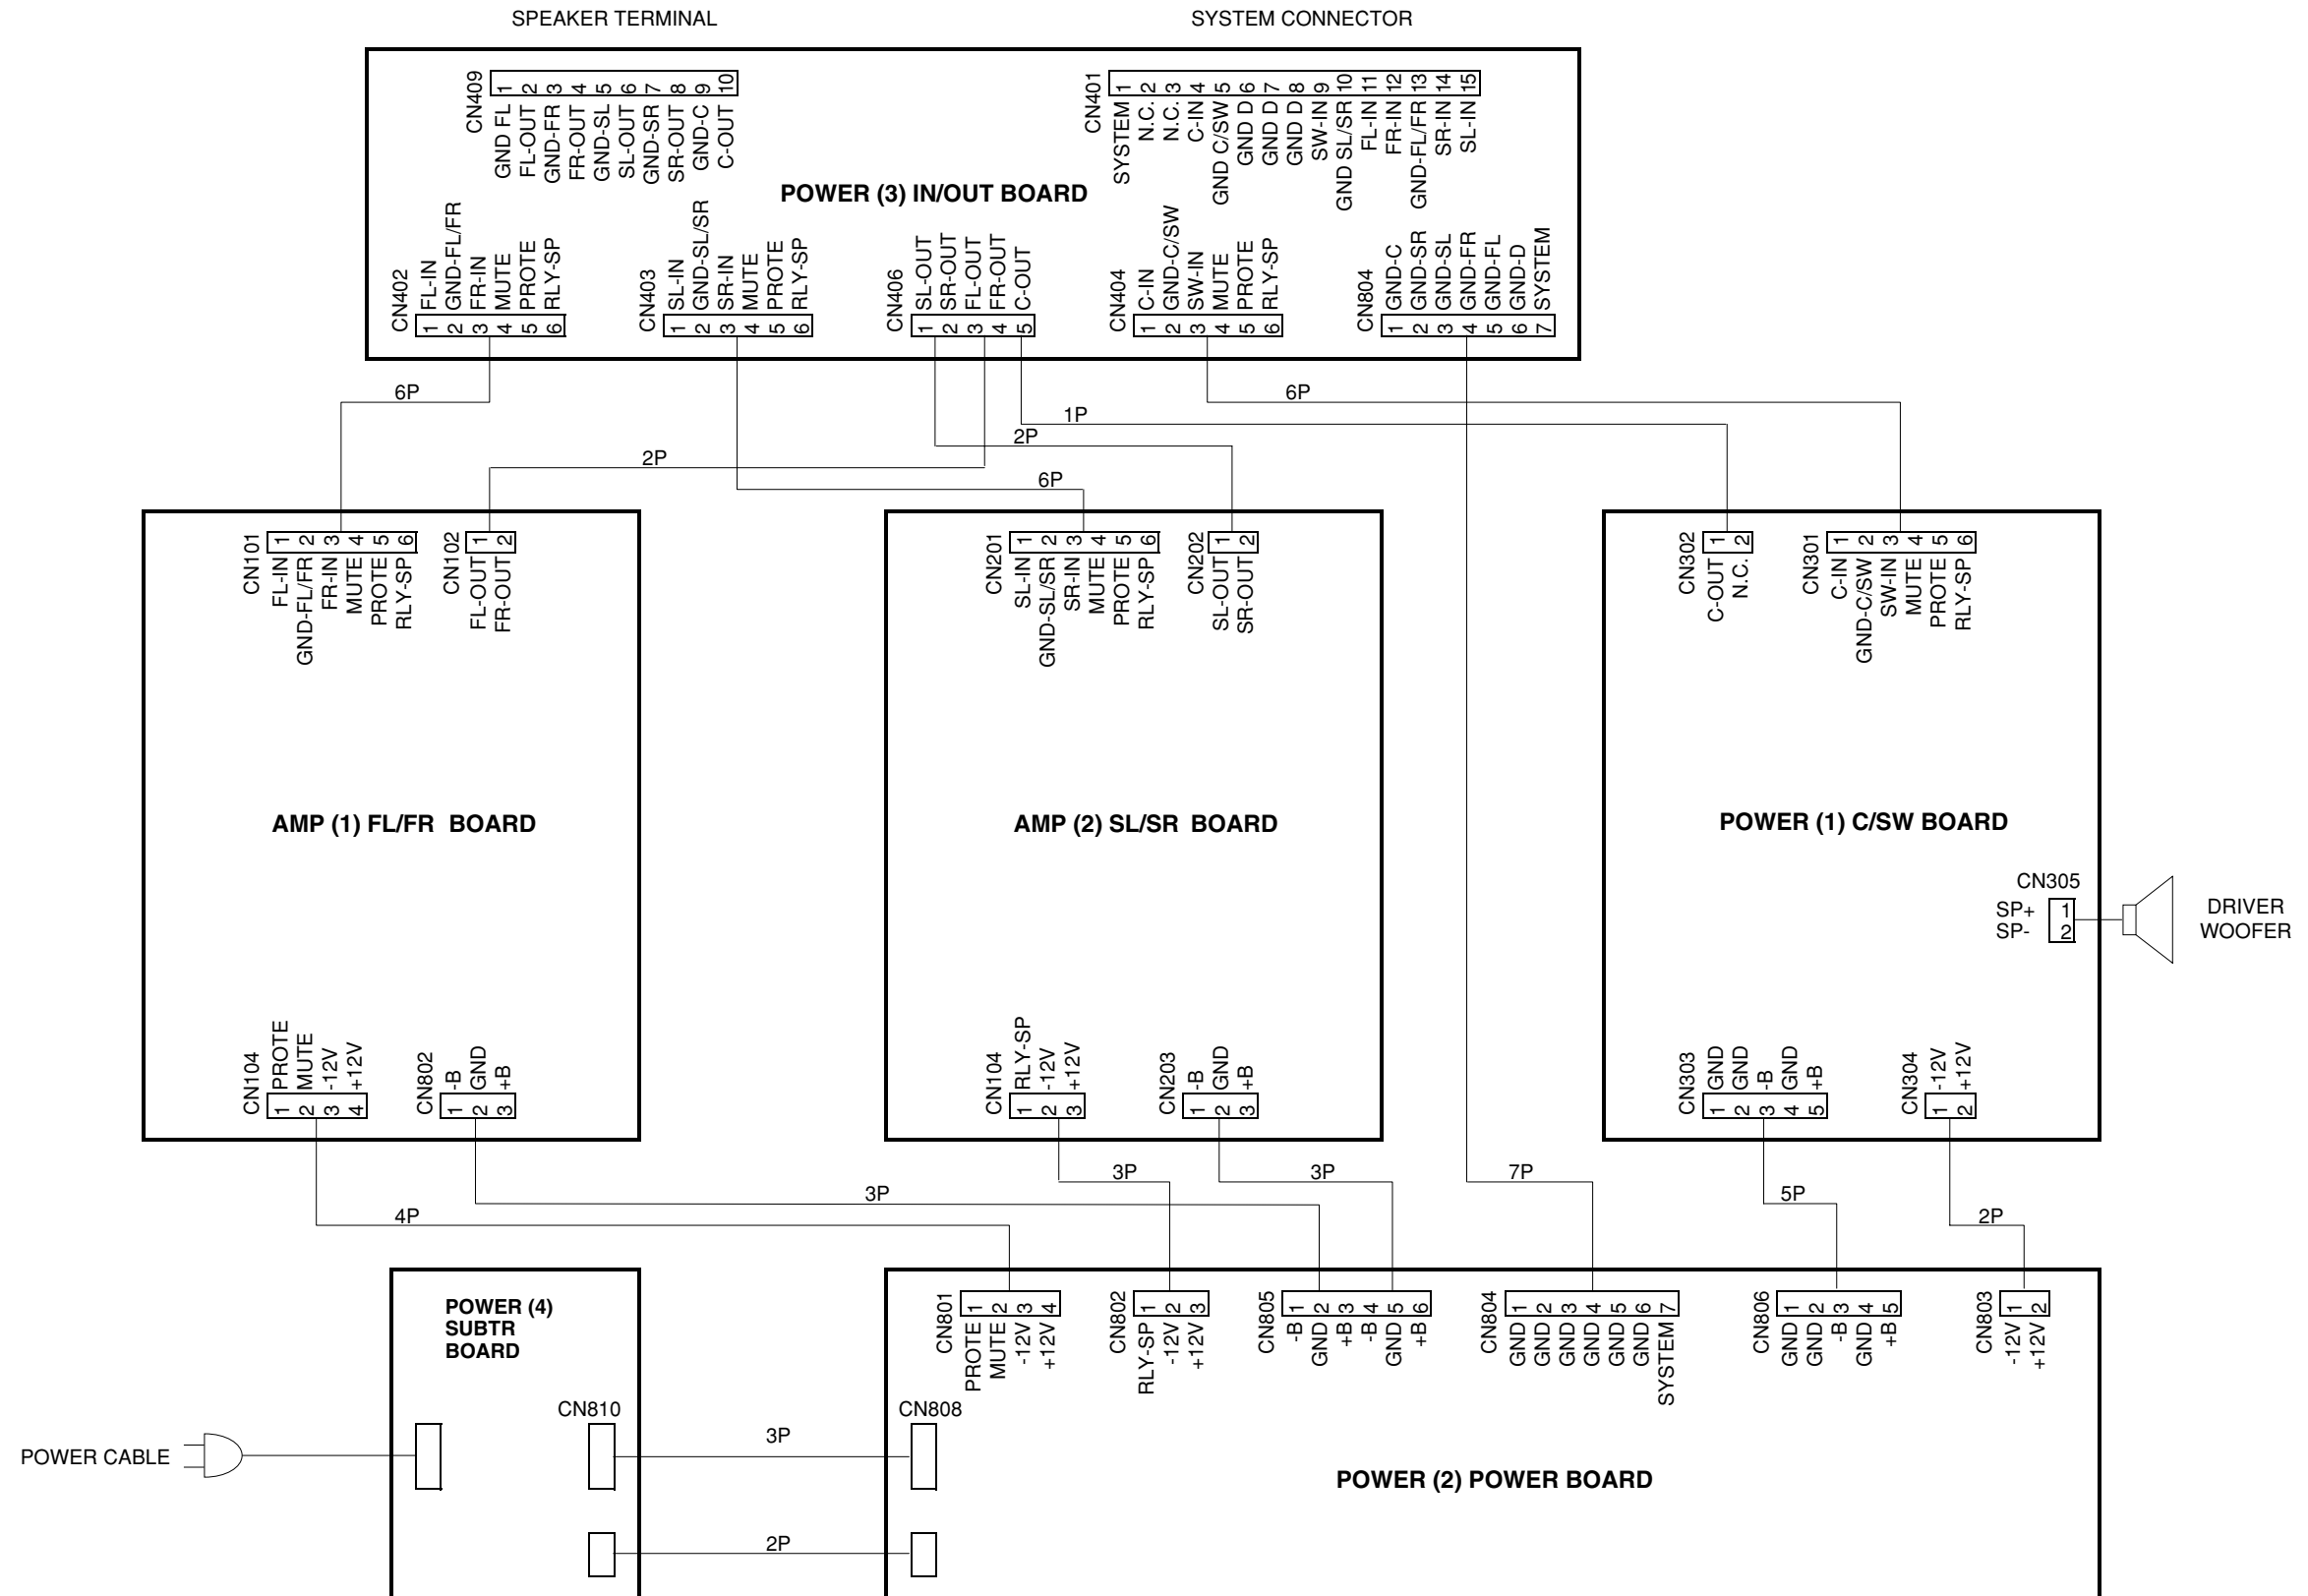 SPEAKER TERMINAL
SYSTEM CONNECTOR
CN409
1 2 3 4 5 6 7 8 9 10
GND FL
FL-OUT
GND-FR
FR-OUT
GND-SL
SL-OUT
GND-SR
SR-OUT
GND-C
C-OUT
CN401
1 2 3 4 5 6 7 8 9 10 11 12 13 14 15
SYSTEM
N.C.
N.C.
C-IN
GND C/SW
GND D
GND D
GND D
SW-IN
GND SL/SR
FL-IN
FR-IN
GND-FL/FR
SR-IN
SL-IN
POWER (3) IN/OUT BOARD
CN402
FL-IN
GND-FL/FR
FR-IN
MUTE
PROTE
RLY-SP
1 2 3 4 5 6
CN403
SL-IN
GND-SL/SR
SR-IN
MUTE
PROTE
RLY-SP
1 2 3 4 5 6
CN406
SL-OUT
SR-OUT
FL-OUT
FR-OUT
C-OUT
1 2 3 4 5
CN404
C-IN
GND-C/SW
SW-IN
MUTE
PROTE
RLY-SP
1 2 3 4 5 6
CN804
GND-C
GND-SR
GND-SL
GND-FR
GND-FL
GND-D
SYSTEM
1 2 3 4 5 6 7
6P
6P
1P
2P
2P
6P
CN101
1 2 3 4 5 6
FL-IN
GND-FL/FR
FR-IN
MUTE
PROTE
RLY-SP
CN102
1 2
FL-OUT
FR-OUT
CN201
1 2 3 4 5 6
SL-IN
GND-SL/SR
SR-IN
MUTE
PROTE
RLY-SP
CN202
1 2
SL-OUT
SR-OUT
CN302
1 2
C-OUT
N.C.
CN301
1 2 3 4 5 6
C-IN
GND-C/SW
SW-IN
MUTE
PROTE
RLY-SP
AMP (1) FL/FR BOARD
AMP (2) SL/SR BOARD
POWER (1) C/SW BOARD
CN305
SP+ 1
SP- 2
DRIVER
WOOFER
CN104
PROTE
MUTE
-12V
+12V
1 2 3 4
CN802
-B
GND
+B
1 2 3
CN104
RLY-SP
-12V
+12V
1 2 3
CN203
-B
GND
+B
1 2 3
CN303
GND
GND
-B
GND
+B
1 2 3 4 5
CN304
-12V
+12V
1 2
3P
3P
7P
3P
5P
4P
2P
POWER (4)
SUBTR
BOARD
CN801
1 2 3 4
PROTE
MUTE
-12V
+12V
CN802
1 2 3
RLY-SP
-12V
+12V
CN805
1 2 3 4 5 6
-B
GND
+B
-B
GND
+B
CN804
1 2 3 4 5 6 7
GND
GND
GND
GND
GND
GND
SYSTEM
CN806
1 2 3 4 5
GND
GND
-B
GND
+B
CN803
1 2
-12V
+12V
CN810
CN808
3P
POWER CABLE
POWER (2) POWER BOARD
2P